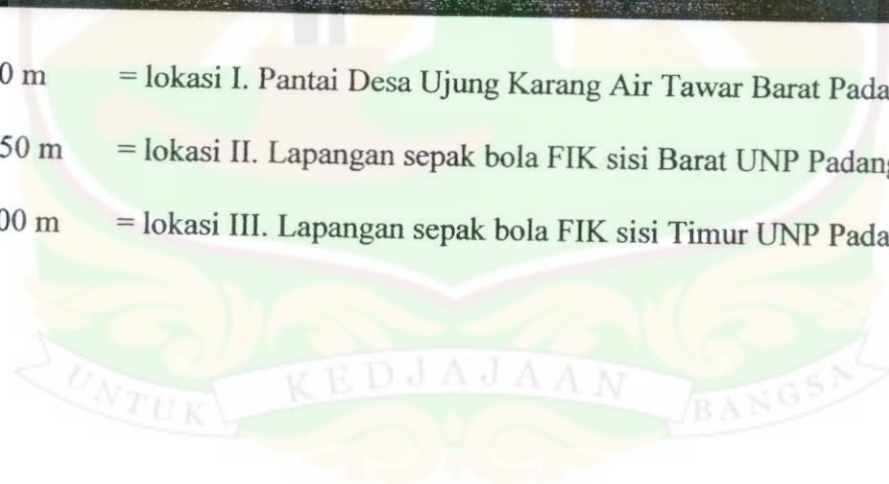 0 m = lokasi I. Pantai Desa Ujung Karang Air Tawar Barat Pada
50 m = lokasi II. Lapangan sepak bola FIK sisi Barat UNP Padang
00 m = lokasi III. Lapangan sepak bola FIK sisi Timur UNP Pada
UNTUK KEDJAJAAN BANGSA